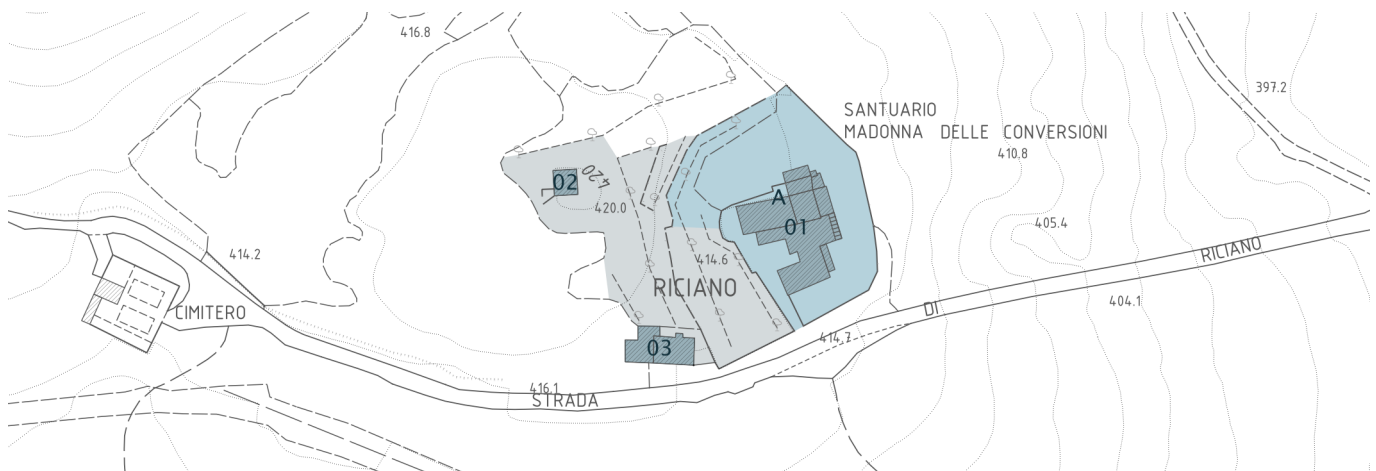 416.8
397.2
SANTUARIO
MADONNA DELLE CONVERSIONI
410.8
02
420
420.0
A
01
405.4
414.2
414.6
RICIANO
RICIANO
404.1
DI
CIMITERO
414.7
03
416.1
STRADA